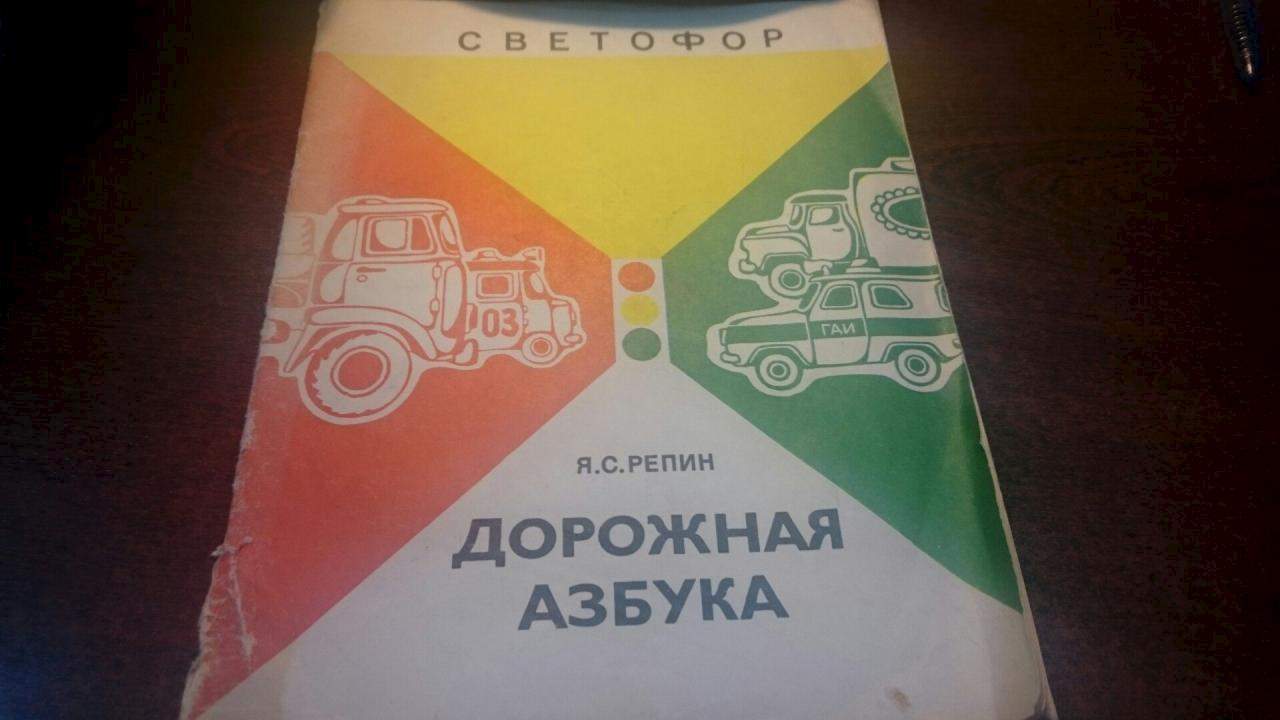 СВЕТОФОР
03
ГАИ
Я.С.РЕПИН
ДОРОЖНАЯ
АЗБУКА